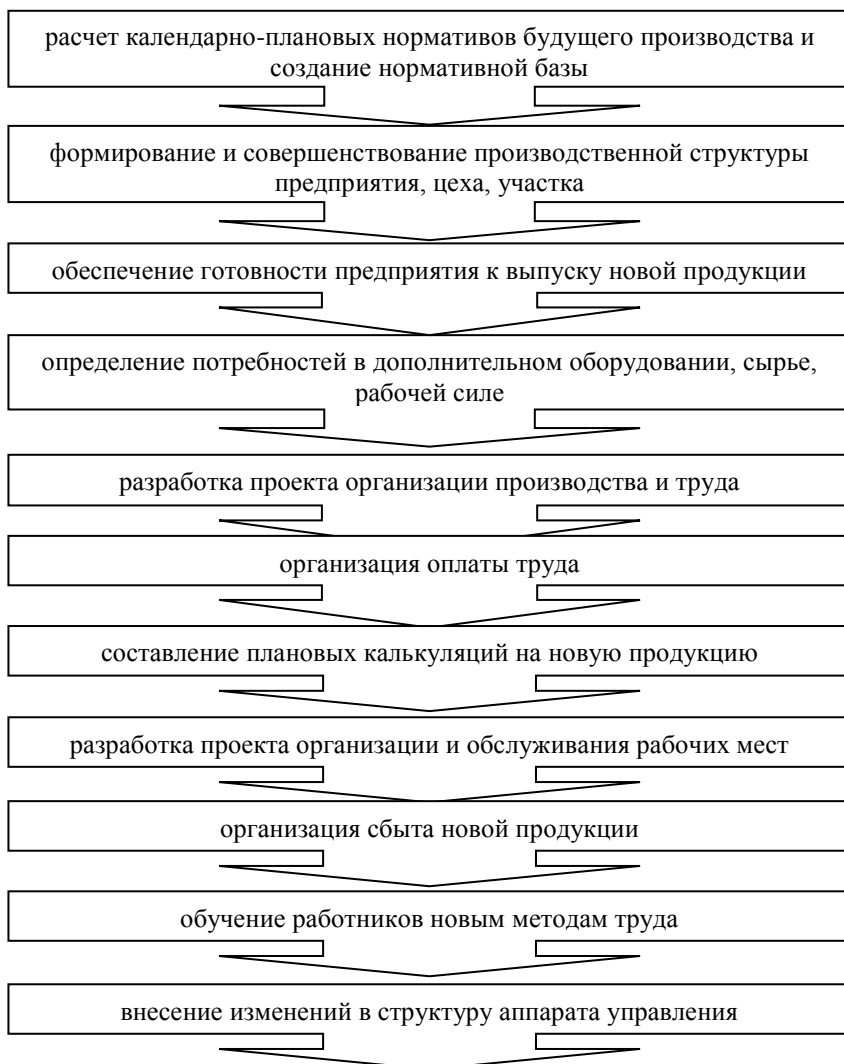 расчет календарно-плановых нормативов будущего производства и
создание нормативной базы
формирование и совершенствование производственной структуры
предприятия, цеха, участка
обеспечение готовности предприятия к выпуску новой продукции
определение потребностей в дополнительном оборудовании, сырье,
рабочей силе
разработка проекта организации производства и труда
организация оплаты труда
составление плановых калькуляций на новую продукцию
разработка проекта организации и обслуживания рабочих мест
организация сбыта новой продукции
обучение работников новым методам труда
внесение изменений в структуру аппарата управления